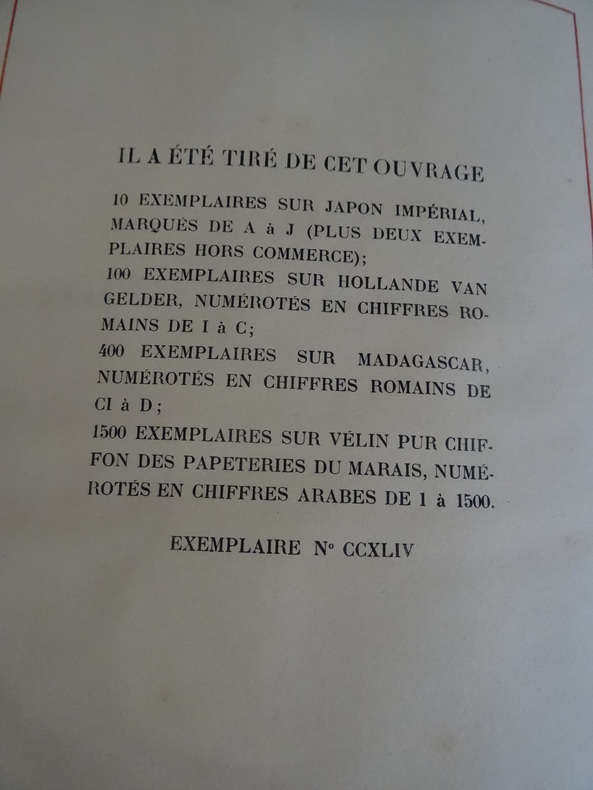 IL A ÉTÉ TIRÉ DE CET OUVRAGE
10 EXEMPLAIRES SUR JAPON IMPÉRIAL,
MARQUÉS DE A à J (PLUS DEUX EXEM-
PLAIRES HORS COMMERCE);
100 EXEMPLAIRES SUR HOLLANDE VAN
GELDER, NUMÉROTÉS EN CHIFFRES RO-
MAINS DE I à C;
400 EXEMPLAIRES SUR MADAGASCAR,
NUMÉROTÉS EN CHIFFRES ROMAINS DE
CI à D;
1500 EXEMPLAIRES SUR VÉLIN PUR CHIF-
FON DES PAPETERIES DU MARAIS, NUMÉ-
ROTÉS EN CHIFFRES ARABES DE 1 à 1500.
EXEMPLAIRE Nº CCXLIV